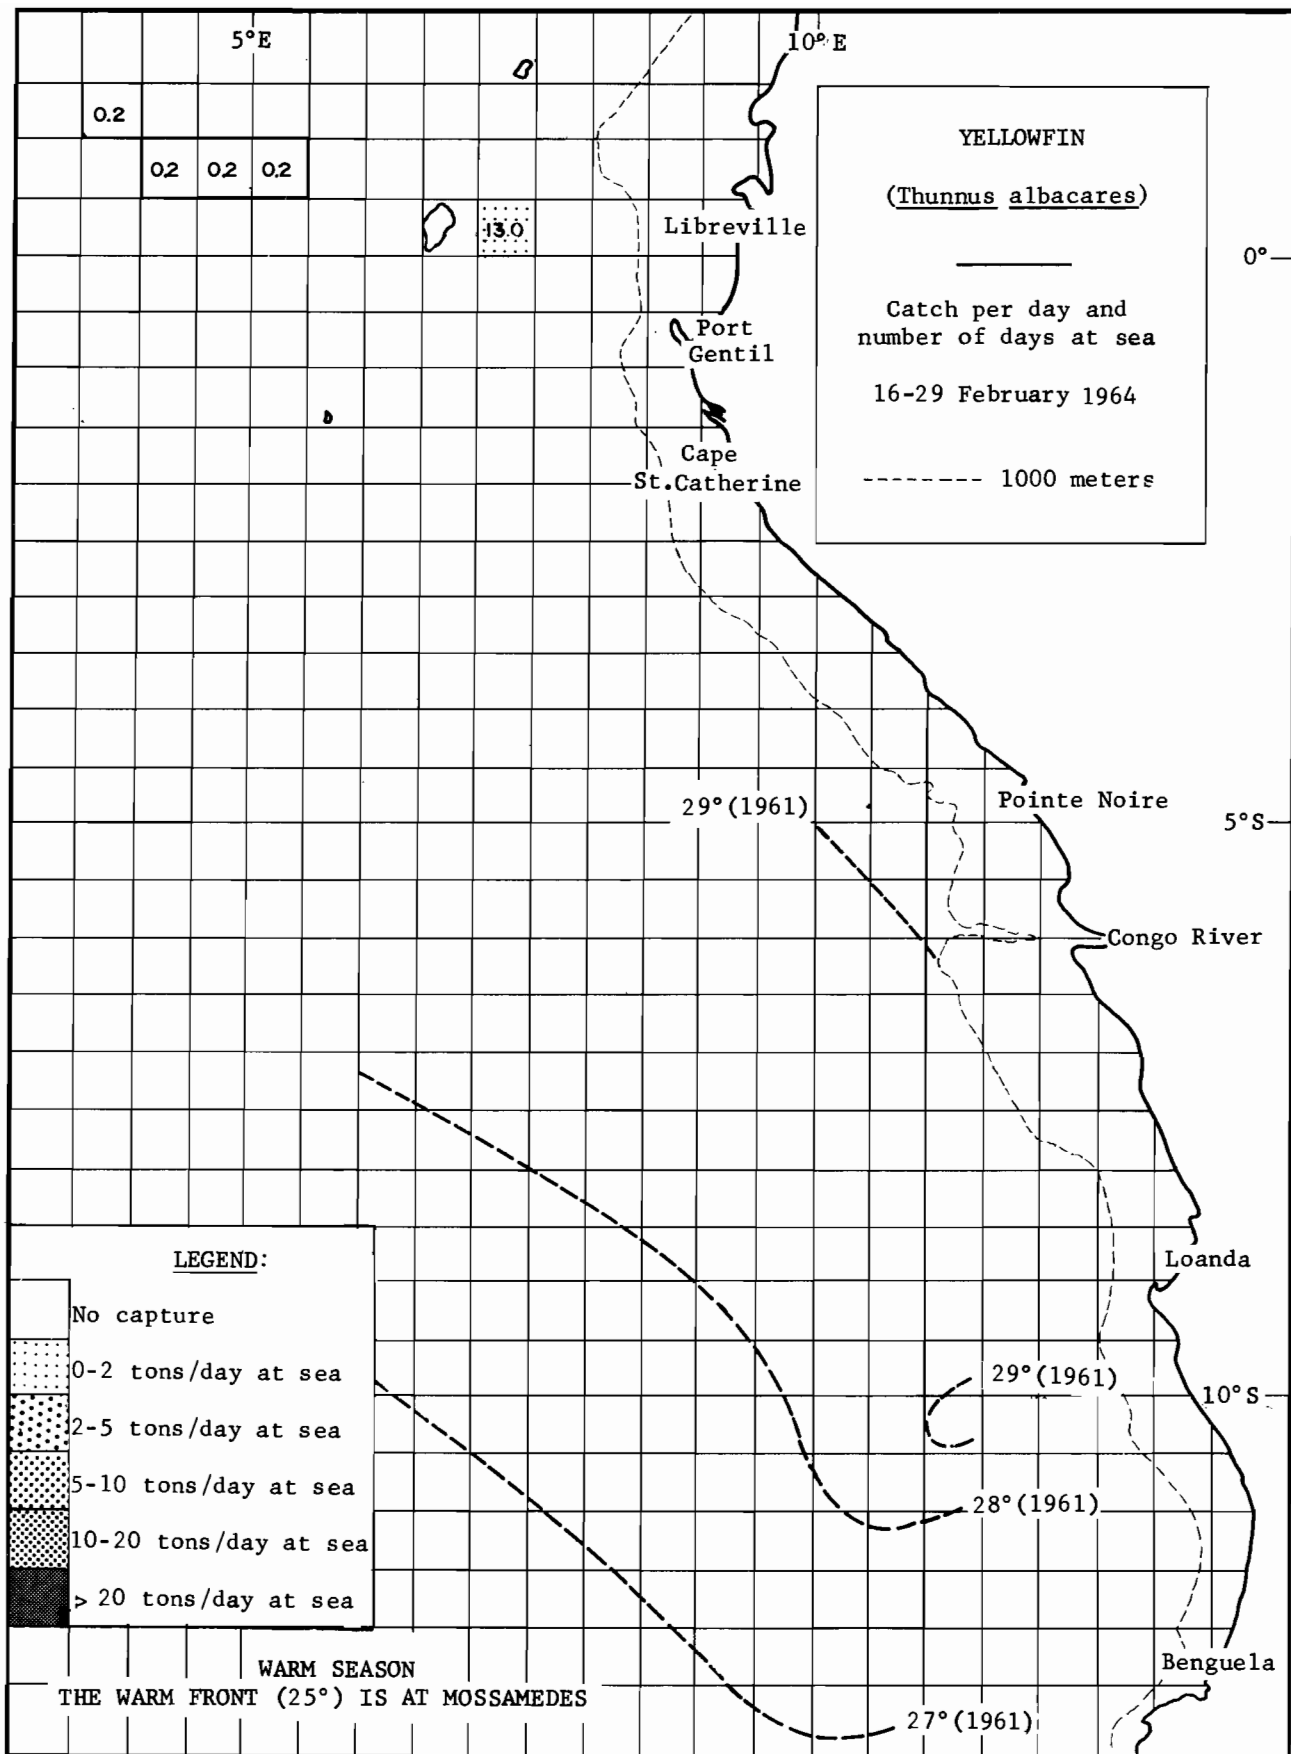 5°E
10°E
0.2
0.2 0.2 0.2
13.0
YELLOWFIN
(Thunnus albacares)
Catch per day and
number of days at sea
16-29 February 1964
-------- 1000 meters
Libreville
0°
Port
Gentil
Cape
St.Catherine
29°(1961)
Pointe Noire
5°S
Congo River
Loanda
29°(1961)
10°S
28°(1961)
Benguela
27°(1961)
LEGEND:
No capture
0-2 tons/day at sea
2-5 tons/day at sea
5-10 tons/day at sea
10-20 tons/day at sea
> 20 tons/day at sea
WARM SEASON
THE WARM FRONT (25°) IS AT MOSSAMEDES